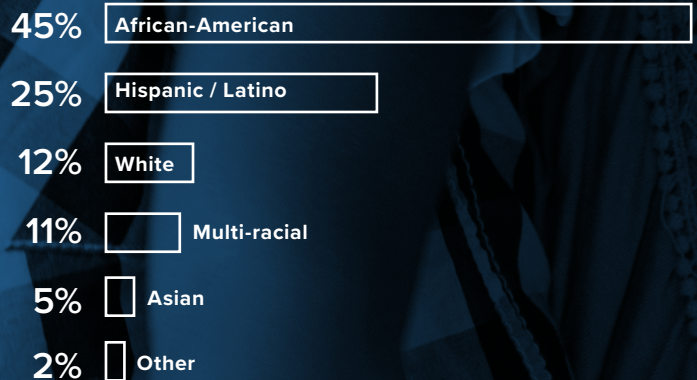 45% African-American
25% Hispanic / Latino
12% White
11% Multi-racial
5% Asian
2% Other